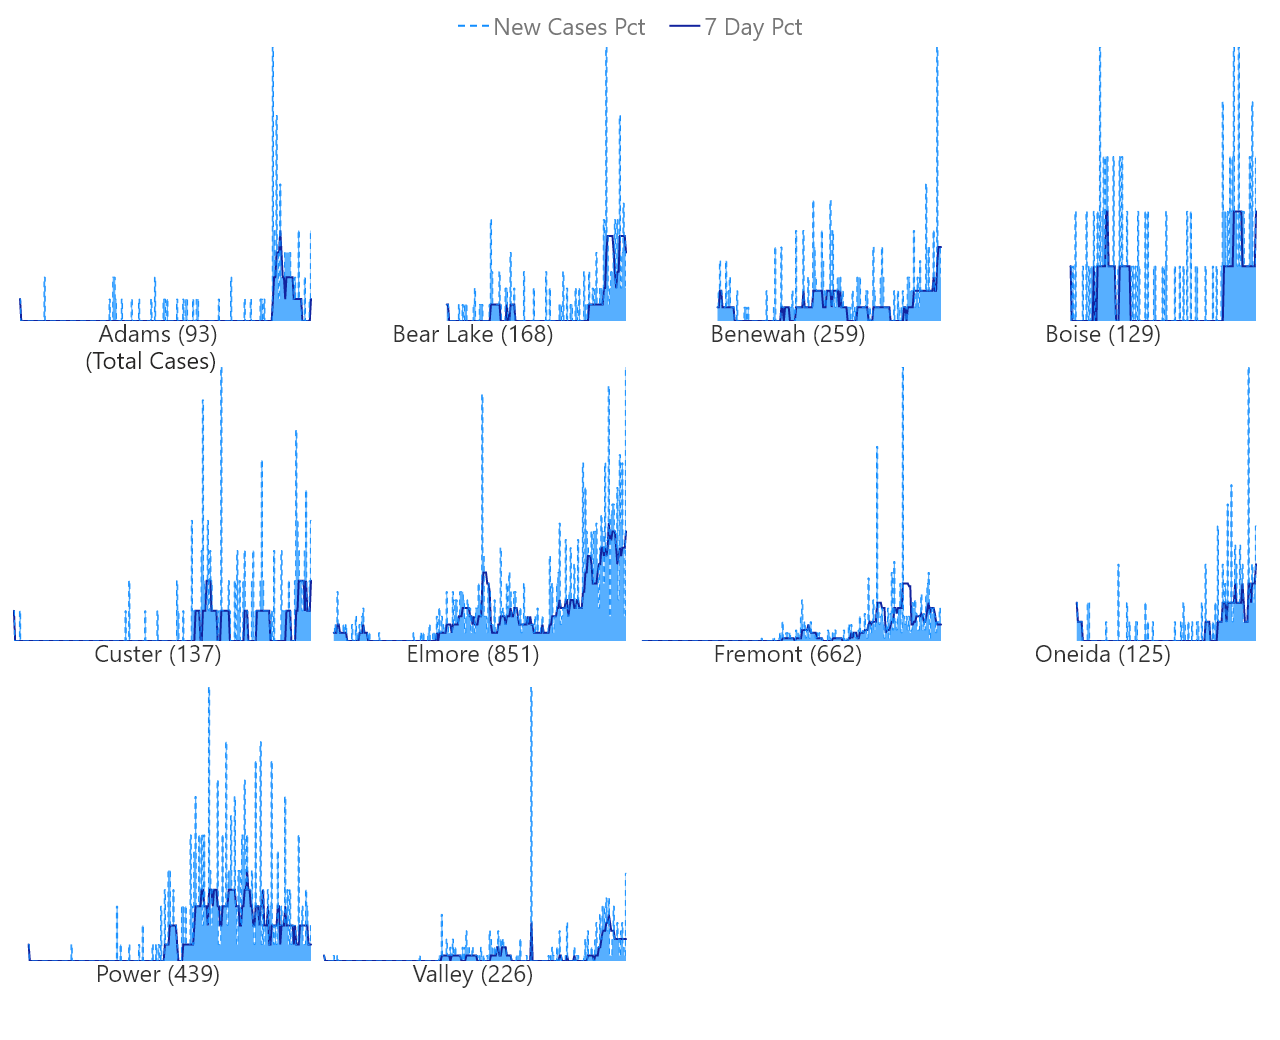 New Cases Pct 7 Day Pct
Adams (93)
(Total Cases)
Bear Lake (168)
Benewah (259)
Boise (129)
Custer (137)
Elmore (851)
Fremont (662)
Oneida (125)
Power (439)
Valley (226)